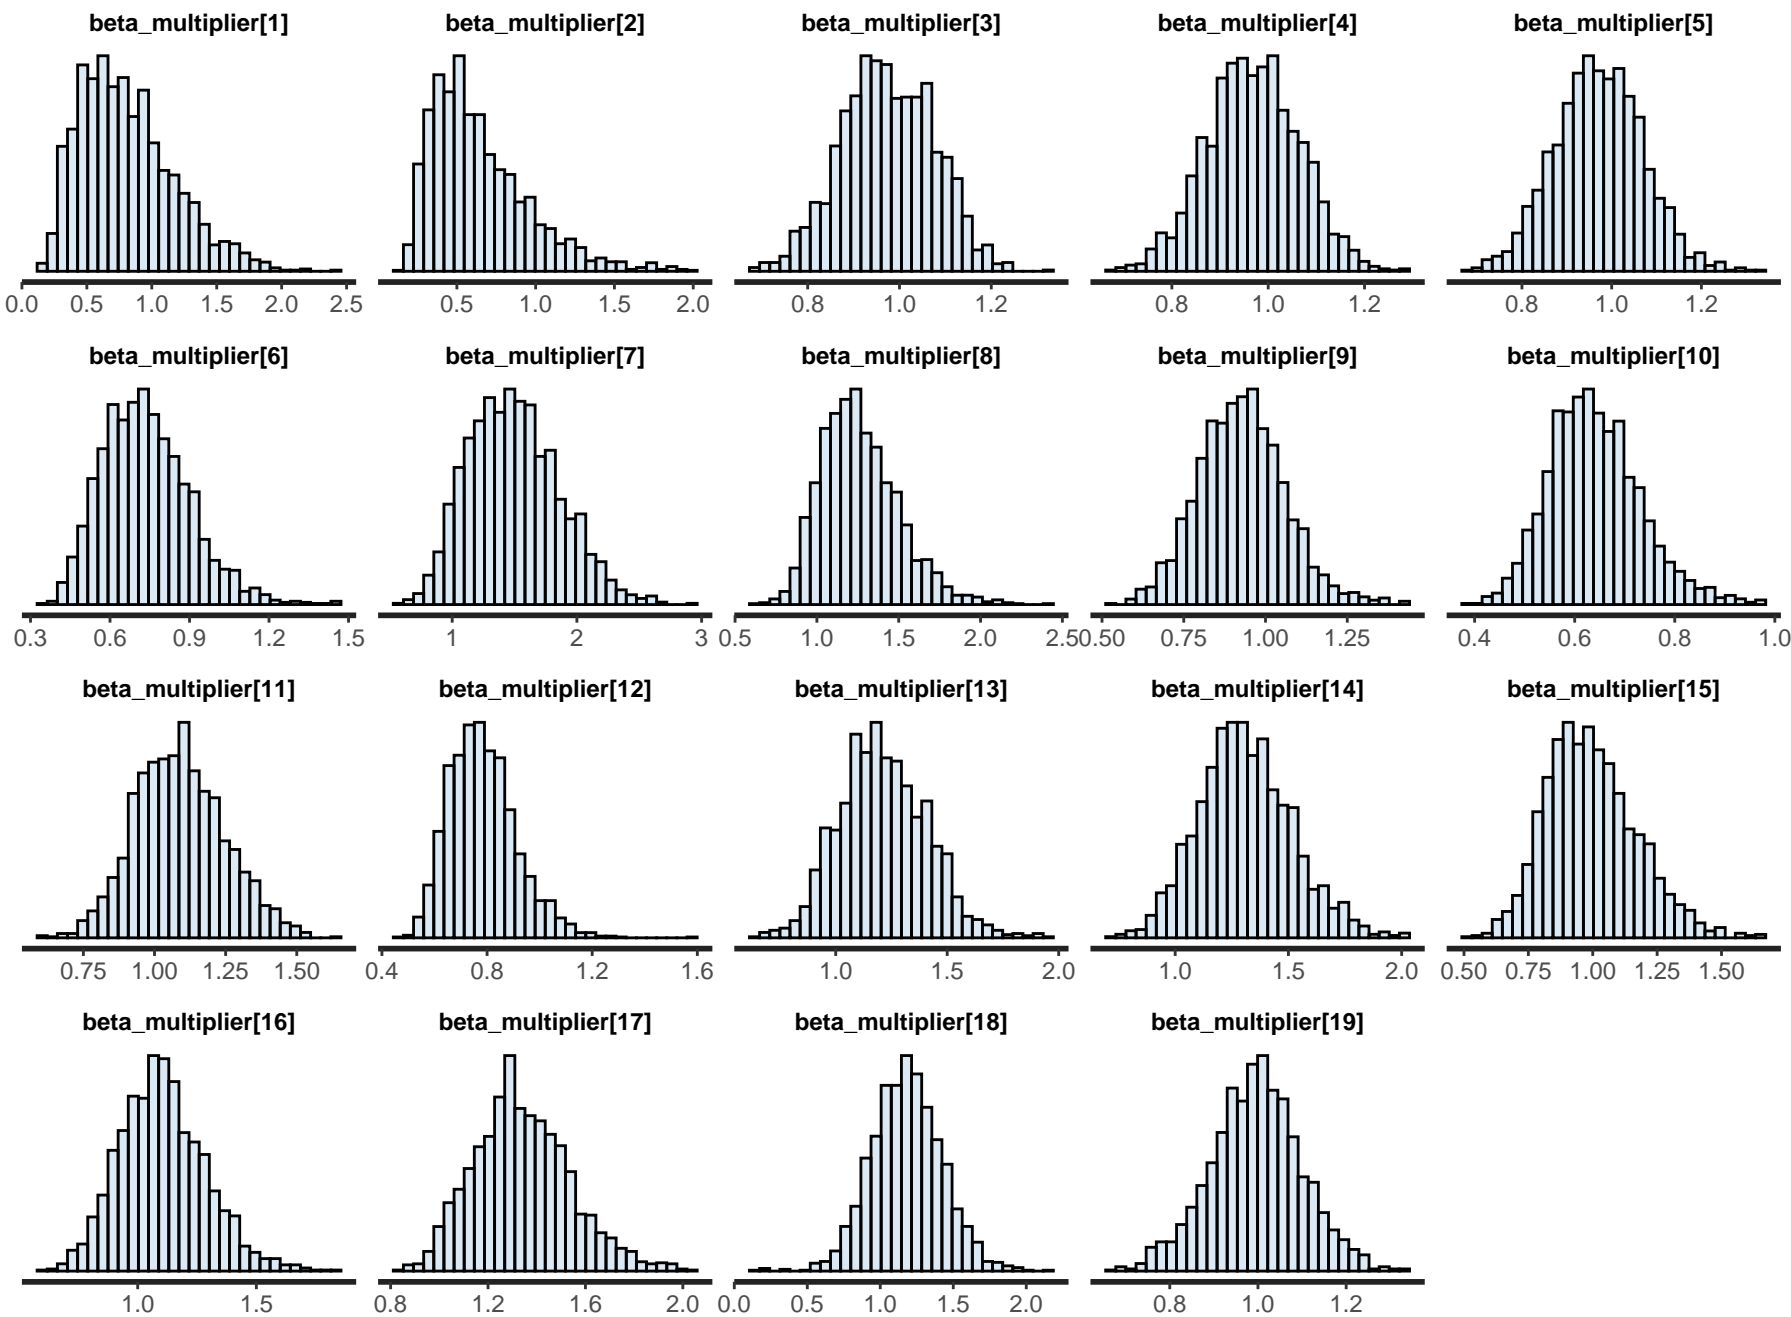 beta_multiplier[1] beta_multiplier[2] beta_multiplier[3] beta_multiplier[4] beta_multiplier[5]
0.0 0.5 1.0 1.5 2.0 2.5 0.5 1.0 1.5 2.0 0.8 1.0 1.2 0.8 1.0 1.2 0.8 1.0 1.2
beta_multiplier[6] beta_multiplier[7] beta_multiplier[8] beta_multiplier[9] beta_multiplier[10]
0.3 0.6 0.9 1.2 1.5 1 2 3 0.5 1.0 1.5 2.0 2.5 0.50 0.75 1.00 1.25 0.4 0.6 0.8 1.0
beta_multiplier[11] beta_multiplier[12] beta_multiplier[13] beta_multiplier[14] beta_multiplier[15]
0.75 1.00 1.25 1.50 0.4 0.8 1.2 1.6 1.0 1.5 2.0 1.0 1.5 2.0 0.50 0.75 1.00 1.25 1.50
beta_multiplier[16] beta_multiplier[17] beta_multiplier[18] beta_multiplier[19]
1.0 1.5 0.8 1.2 1.6 2.0 0.0 0.5 1.0 1.5 2.0 0.8 1.0 1.2